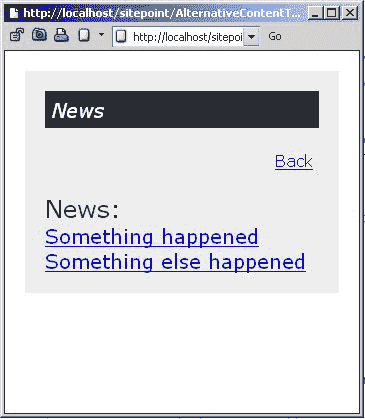 http://localhost/sitepoint/AlternativeContentT...
http://localhost/sitepoi
Go
News
Back
News:
Something happened
Something else happened